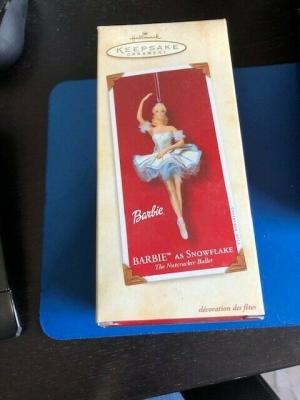 Hallmark
KEEPSAKE
ORNAMENT
Barbie
BARBIE™ AS SNOWFLAKE
The Nutcracker Ballet
décoration des fêtes